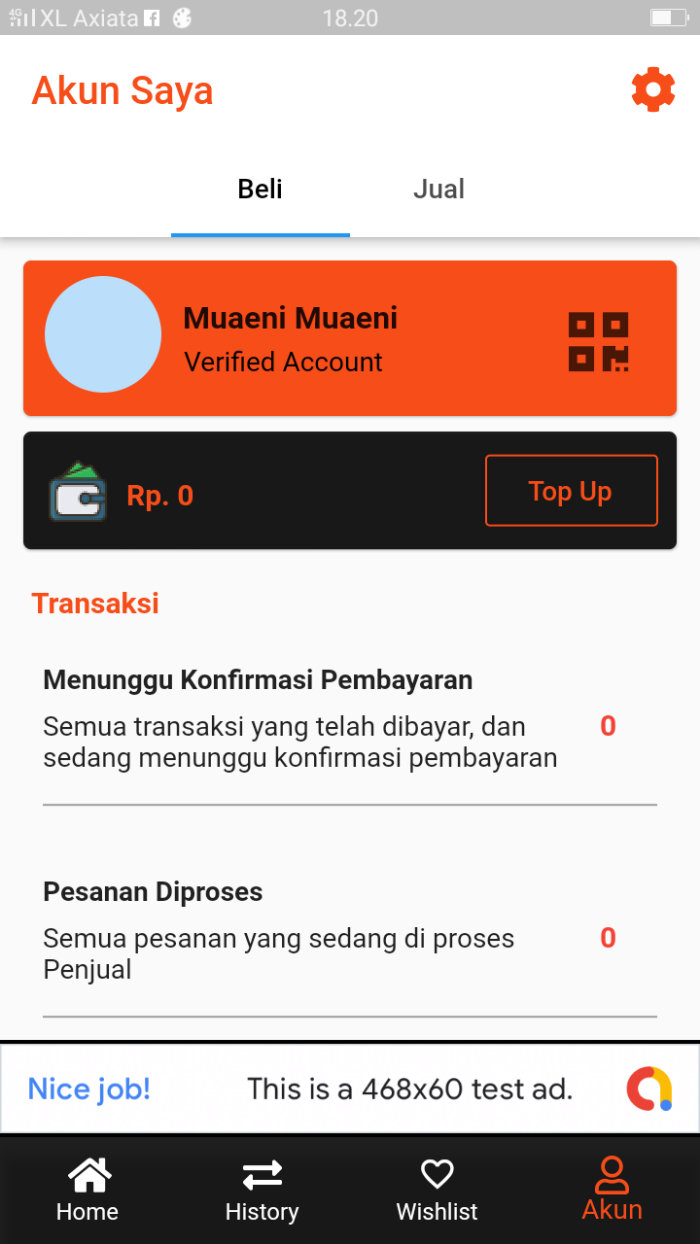 4G XL Axiata 18.20
Akun Saya
Beli Jual
Muaeni Muaeni
Verified Account
Rp. 0 Top Up
Transaksi
Menunggu Konfirmasi Pembayaran
Semua transaksi yang telah dibayar, dan 0
sedang menunggu konfirmasi pembayaran
Pesanan Diproses
Semua pesanan yang sedang di proses 0
Penjual
Nice job! This is a 468x60 test ad.
Home History Wishlist Akun